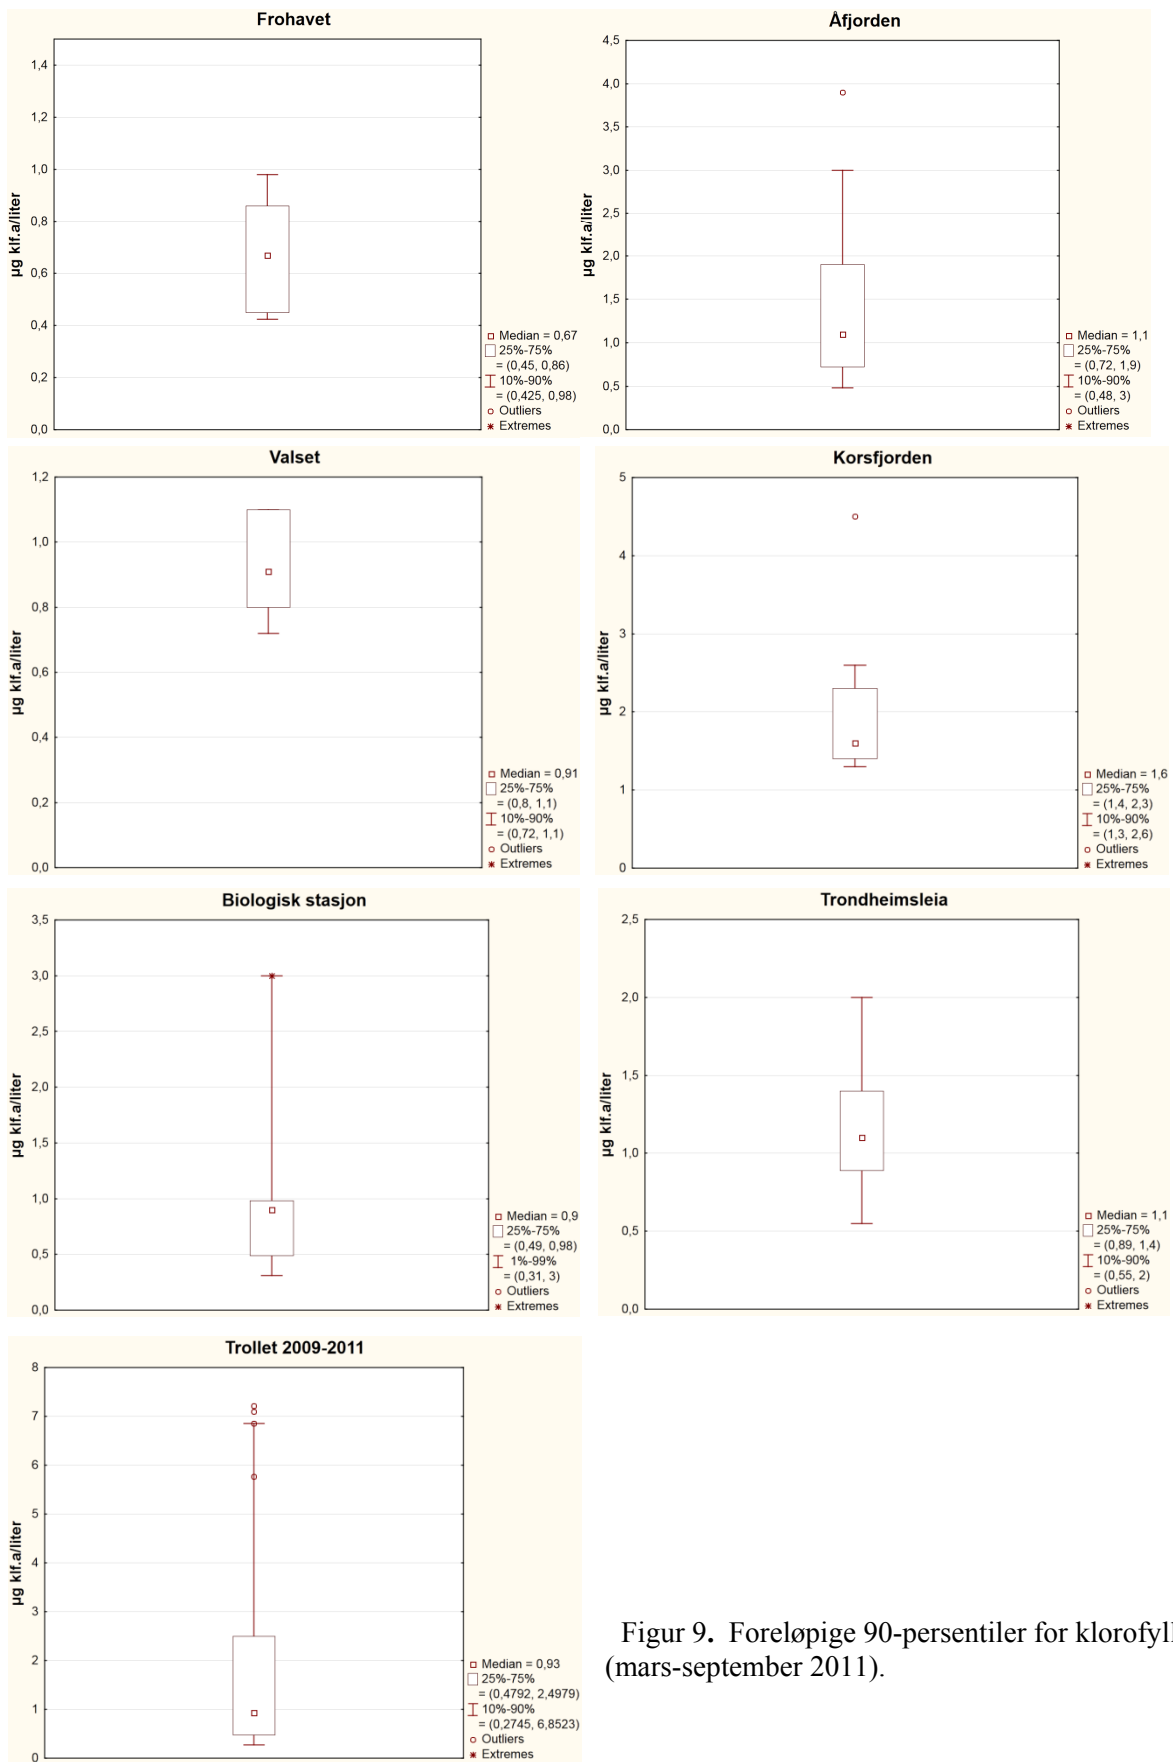 Frohavet
µg klf.a/liter
1,4
1,2
1,0
0,8
0,6
0,4
0,2
0,0
Median = 0,67
25%-75%
= (0,45, 0,86)
10%-90%
= (0,425, 0,98)
Outliers
Extremes
Åfjorden
µg klf.a/liter
4,5
4,0
3,5
3,0
2,5
2,0
1,5
1,0
0,5
0,0
Median = 1,1
25%-75%
= (0,72, 1,9)
10%-90%
= (0,48, 3)
Outliers
Extremes
Valset
µg klf.a/liter
1,2
1,0
0,8
0,6
0,4
0,2
0,0
Median = 0,91
25%-75%
= (0,8, 1,1)
10%-90%
= (0,72, 1,1)
Outliers
Extremes
Korsfjorden
µg klf.a/liter
5
4
3
2
1
0
Median = 1,6
25%-75%
= (1,4, 2,3)
10%-90%
= (1,3, 2,6)
Outliers
Extremes
Biologisk stasjon
µg klf.a/liter
3,5
3,0
2,5
2,0
1,5
1,0
0,5
0,0
Median = 0,9
25%-75%
= (0,49, 0,98)
1%-99%
= (0,31, 3)
Outliers
Extremes
Trondheimsleia
µg klf.a/liter
2,5
2,0
1,5
1,0
0,5
0,0
Median = 1,1
25%-75%
= (0,89, 1,4)
10%-90%
= (0,55, 2)
Outliers
Extremes
Trollet 2009-2011
µg klf.a/liter
8
7
6
5
4
3
2
1
0
Median = 0,93
25%-75%
= (0,4792, 2,4979)
10%-90%
= (0,2745, 6,8523)
Outliers
Extremes
Figur 9. Foreløpige 90-persentiler for klorofyll
(mars-september 2011).